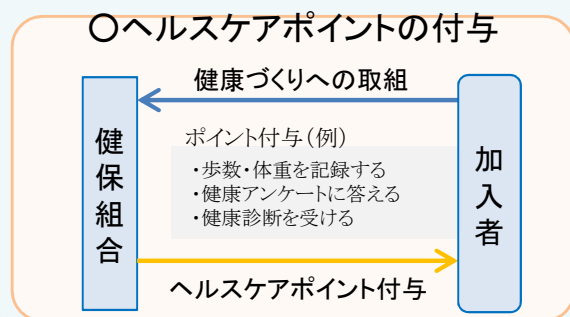 〇ヘルスケアポイントの付与
健康づくりへの取組
健保組合
ポイント付与(例)
・歩数・体重を記録する
・健康アンケートに答える
・健康診断を受ける
加入者
ヘルスケアポイント付与